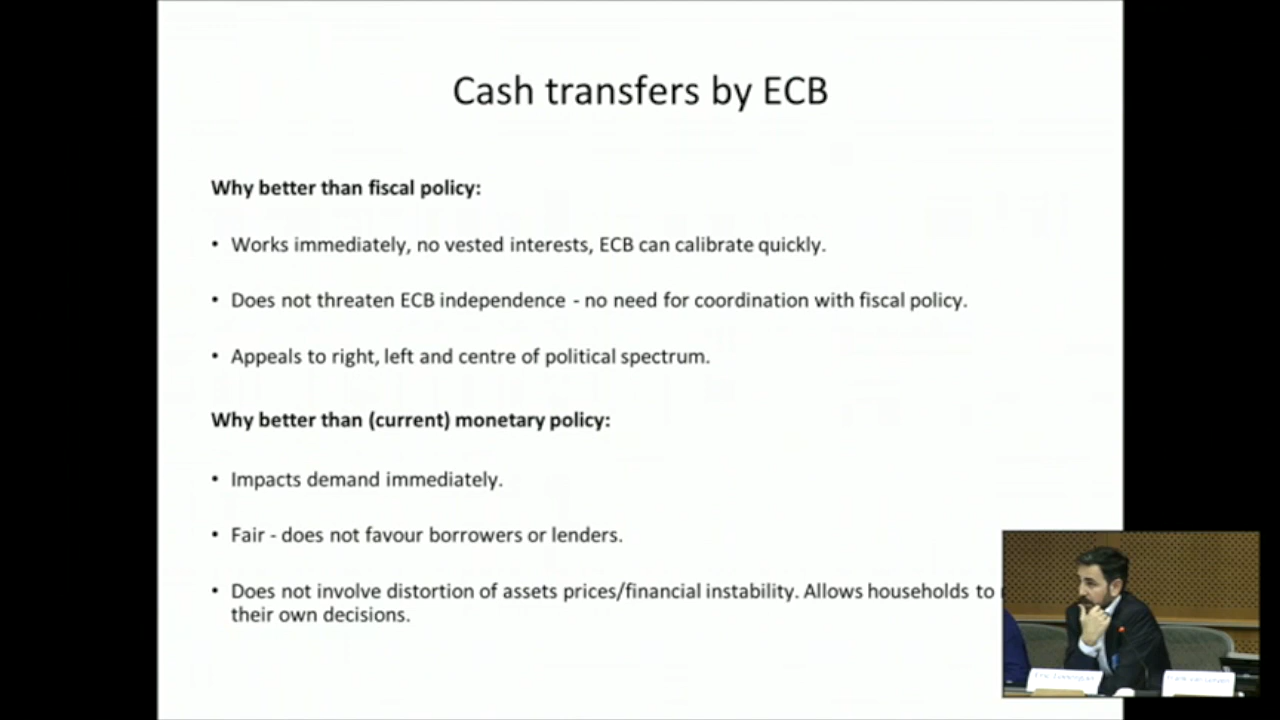 Cash transfers by ECB
Why better than fiscal policy:
• Works immediately, no vested interests, ECB can calibrate quickly.
• Does not threaten ECB independence - no need for coordination with fiscal policy.
• Appeals to right, left and centre of political spectrum.
Why better than (current) monetary policy:
• Impacts demand immediately.
• Fair - does not favour borrowers or lenders.
• Does not involve distortion of assets prices/financial instability. Allows households to
their own decisions.